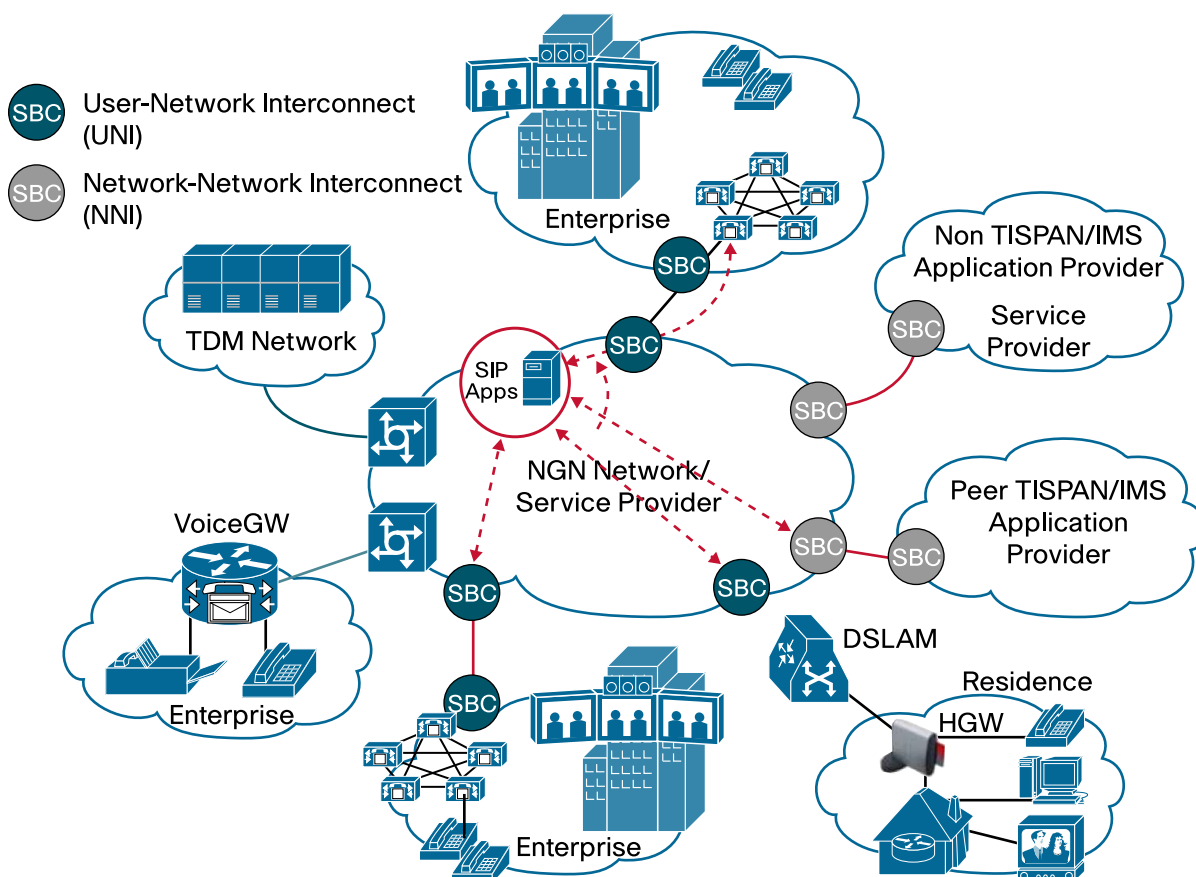 SBC
User-Network Interconnect
(UNI)
SBC
Network-Network Interconnect
(NNI)
Enterprise
SBC
SBC
TDM Network
Non TISPAN/IMS
Application Provider
Service
Provider
SBC
SBC
SIP
Apps
NGN Network/
Service Provider
Peer TISPAN/IMS
Application
Provider
SBC
SBC
VoiceGW
Enterprise
SBC
SBC
SBC
Enterprise
DSLAM
Residence
HGW